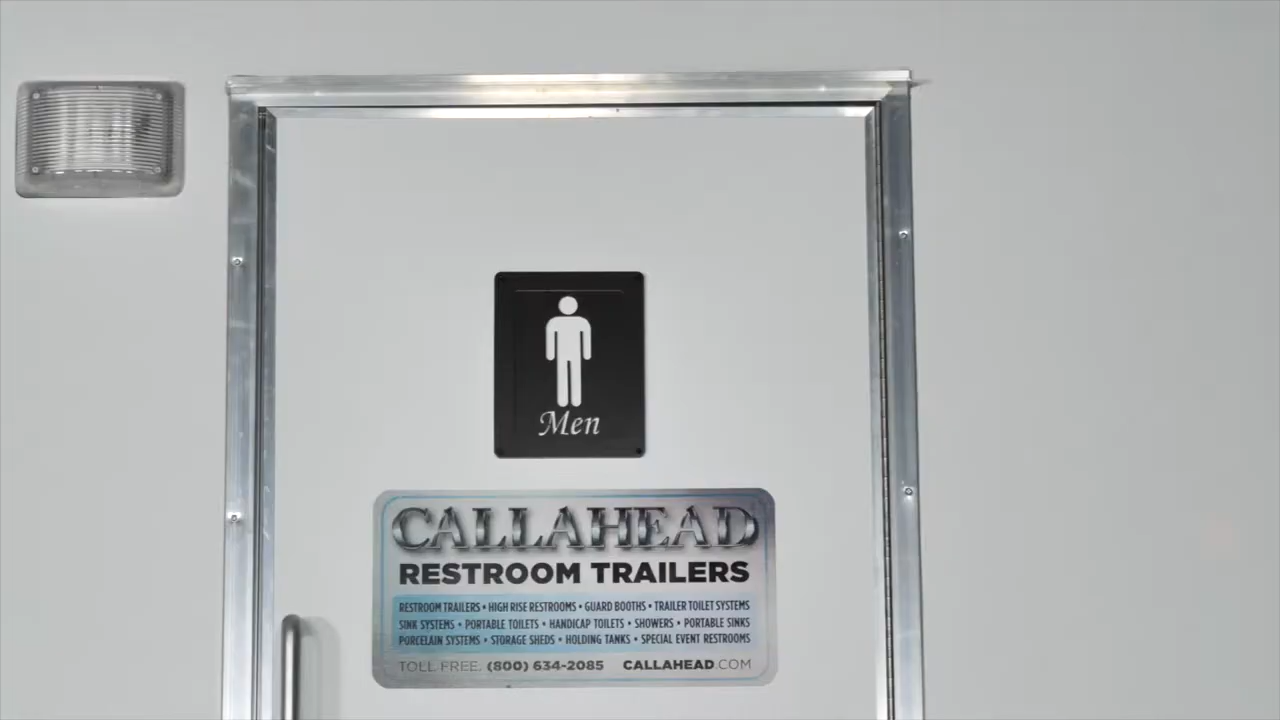 Men
CALLAHEAD
RESTROOM TRAILERS
RESTROOM TRAILERS • HIGH RISE RESTROOMS • GUARD BOOTHS • TRAILER TOILET SYSTEMS
SINK SYSTEMS • PORTABLE TOILETS • HANDICAP TOILETS • SHOWERS • PORTABLE SINKS
PORCELAIN SYSTEMS • STORAGE SHEDS • HOLDING TANKS • SPECIAL EVENT RESTROOMS
TOLL FREE. (800) 634-2085 CALLAHEAD.COM